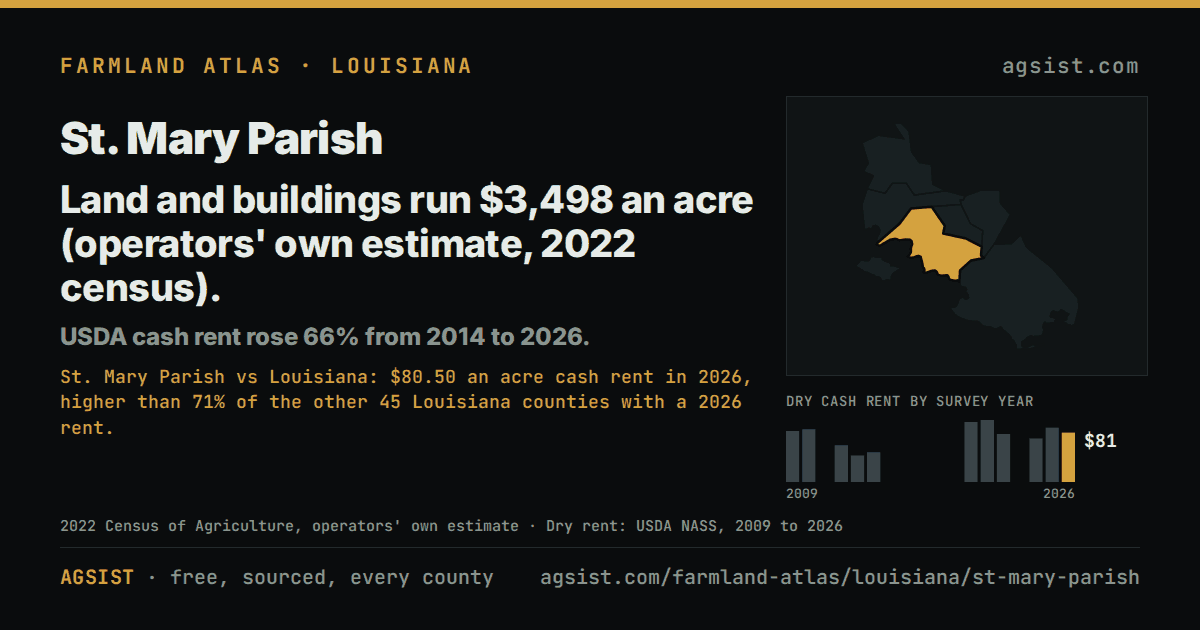 FARMLAND ATLAS · LOUISIANA
agsist.com
St. Mary Parish
Land and buildings run $3,498 an acre
(operators' own estimate, 2022
census).
USDA cash rent rose 66% from 2014 to 2026.
St. Mary Parish vs Louisiana: $80.50 an acre cash rent in 2026,
higher than 71% of the other 45 Louisiana counties with a 2026
rent.
DRY CASH RENT BY SURVEY YEAR
$81
2009
2026
2022 Census of Agriculture, operators' own estimate · Dry rent: USDA NASS, 2009 to 2026
AGSIST · free, sourced, every county
agsist.com/farmland-atlas/louisiana/st-mary-parish